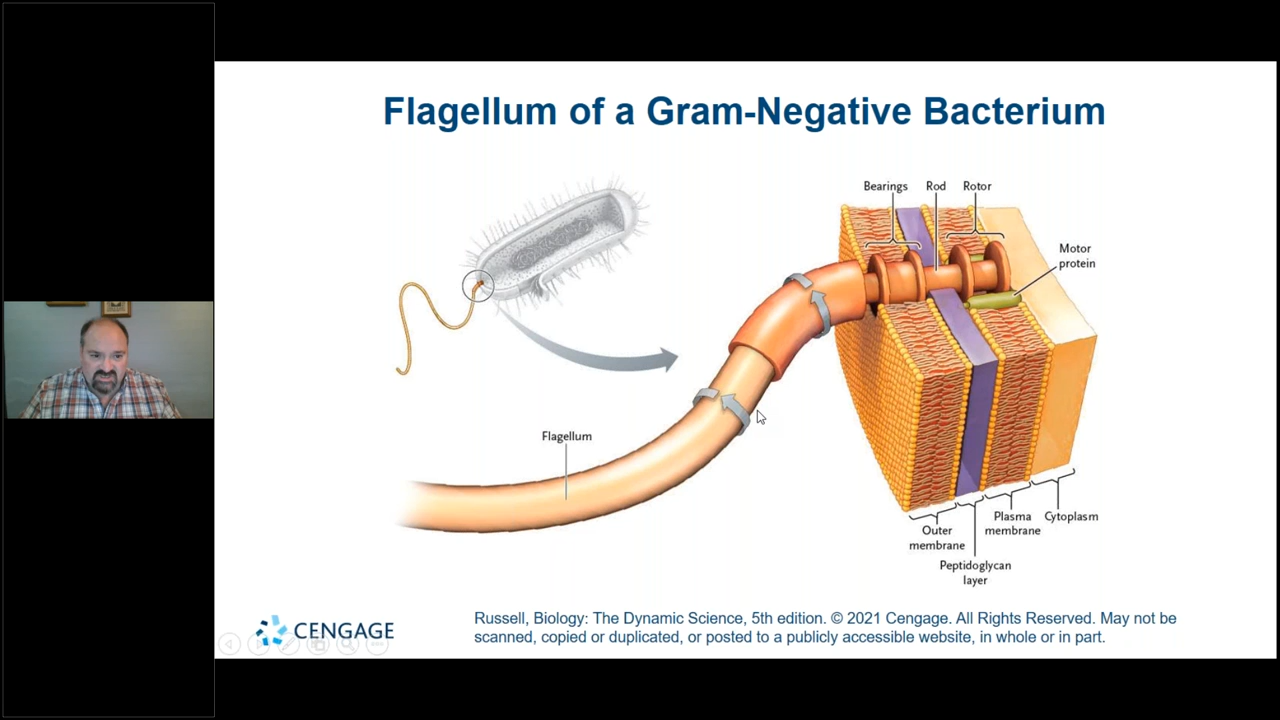 Flagellum of a Gram-Negative Bacterium
Bearings
Rod
Rotor
Motor
protein
Flagellum
Outer
membrane
Peptidoglycan
layer
Plasma
membrane
Cytoplasm
CENGAGE
Russell, Biology: The Dynamic Science, 5th edition. © 2021 Cengage. All Rights Reserved. May not be
scanned, copied or duplicated, or posted to a publicly accessible website, in whole or in part.